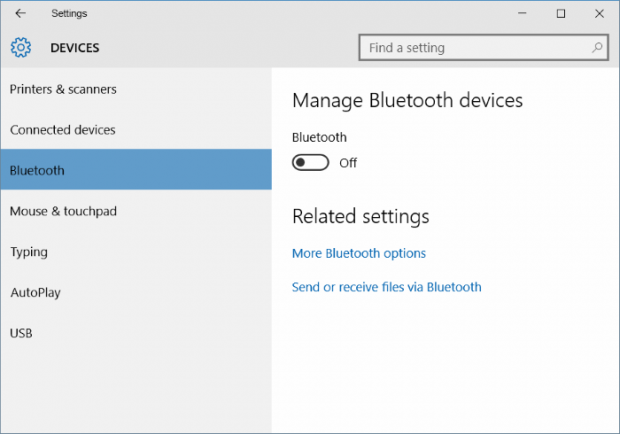 Settings
DEVICES
Find a setting
Printers & scanners
Connected devices
Bluetooth
Mouse & touchpad
Typing
AutoPlay
USB
Manage Bluetooth devices
Bluetooth
Off
Related settings
More Bluetooth options
Send or receive files via Bluetooth